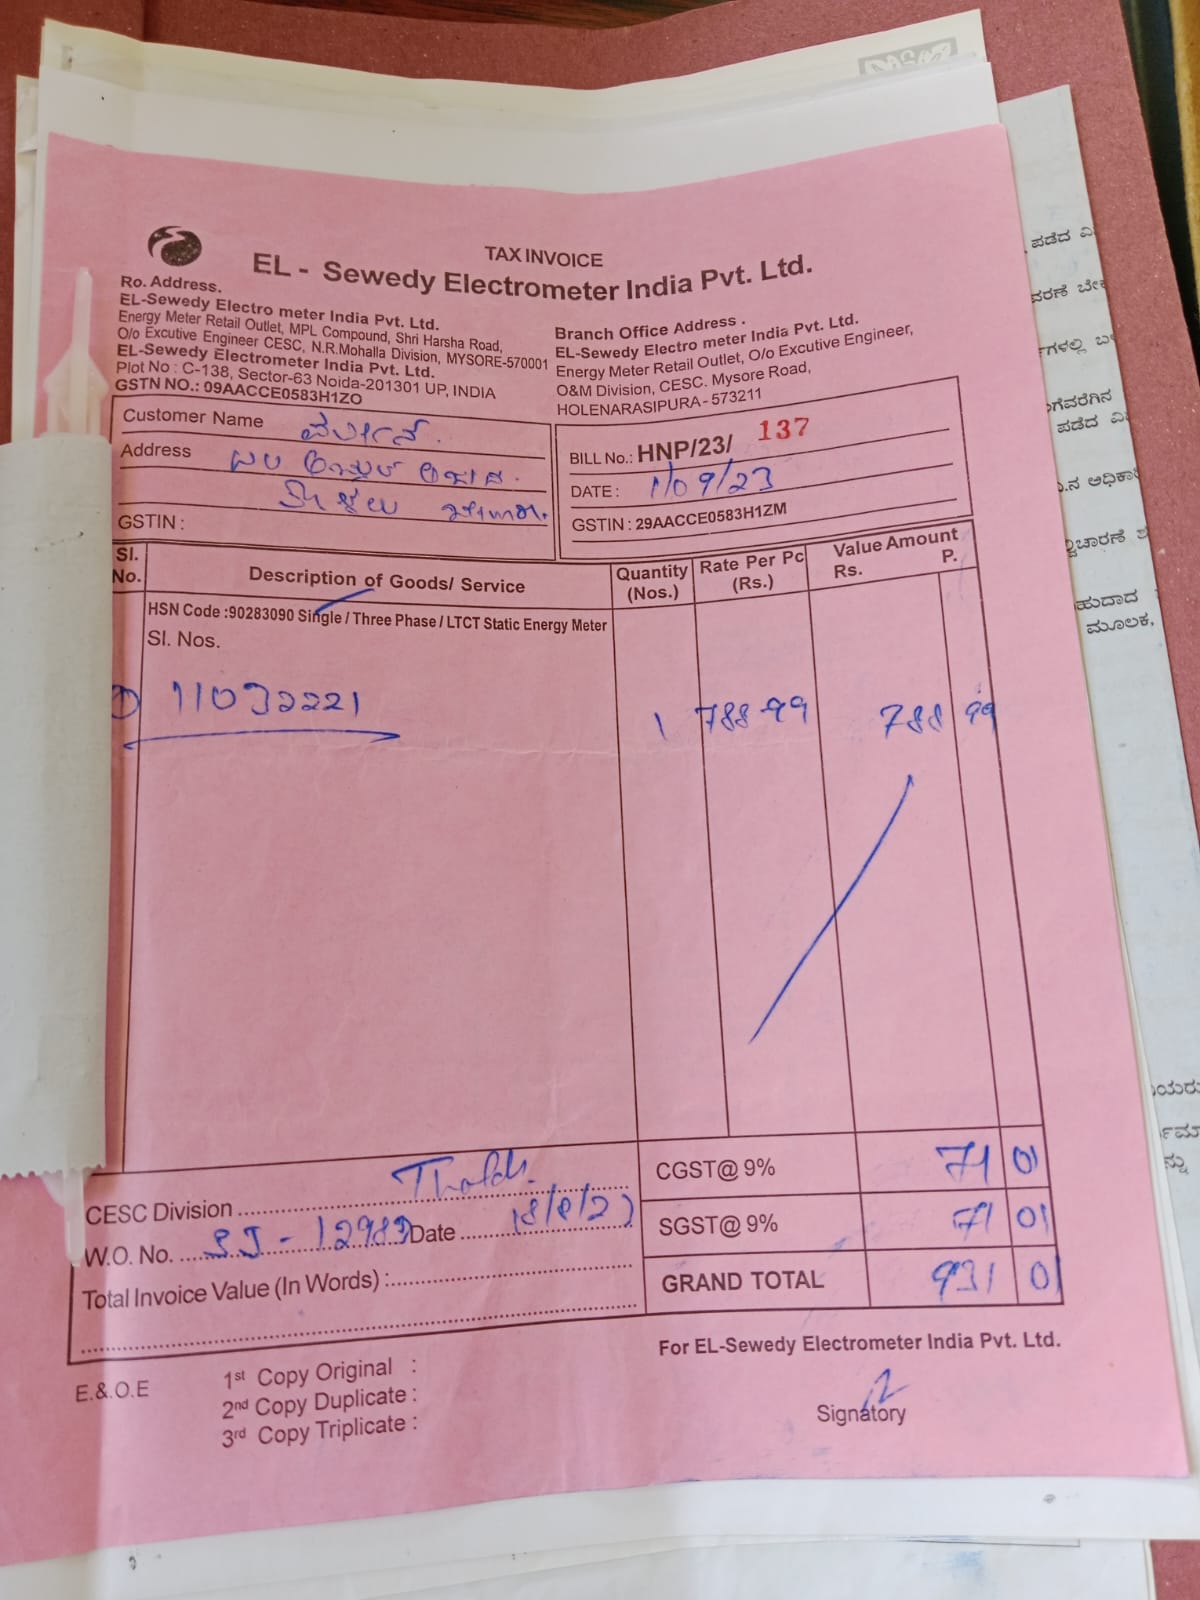 TAX INVOICE
EL - Sewedy Electrometer India Pvt. Ltd.
Ro. Address.
EL-Sewedy Electro meter India Pvt. Ltd.
Energy Meter Retail Outlet, MPL Compound, Shri Harsha Road,
O/o Excutive Engineer CESC, N.R.Mohalla Division, MYSORE-570001
EL-Sewedy Electrometer India Pvt. Ltd.
Plot No : C-138, Sector-63 Noida-201301 UP, INDIA
GSTN NO.: 09AACCE0583H1ZO
Branch Office Address .
EL-Sewedy Electro meter India Pvt. Ltd.
Energy Meter Retail Outlet, O/o Excutive Engineer,
O&M Division, CESC. Mysore Road,
HOLENARASIPURA - 573211
Customer Name
Address
GSTIN :
BILL No.: HNP/23/ 137
DATE : 1/09/23
GSTIN : 29AACCE0583H1ZM
Sl. No. Description of Goods/ Service Quantity (Nos.) Rate Per Pc (Rs.) Value Amount Rs. P.
HSN Code :90283090 Single / Three Phase / LTCT Static Energy Meter
Sl. Nos.
① 11032221 1 788-99 788 99
CGST@ 9% 71 01
SGST@ 9% 71 01
GRAND TOTAL 931 01
CESC Division
W.O. No. SJ - 12989 Date
Total Invoice Value (In Words) :
For EL-Sewedy Electrometer India Pvt. Ltd.
E.&.O.E
1st Copy Original :
2nd Copy Duplicate :
3rd Copy Triplicate :
Signatory
ಪಡೆದ
ಪಡೆದ
ಮೂಲಕ,